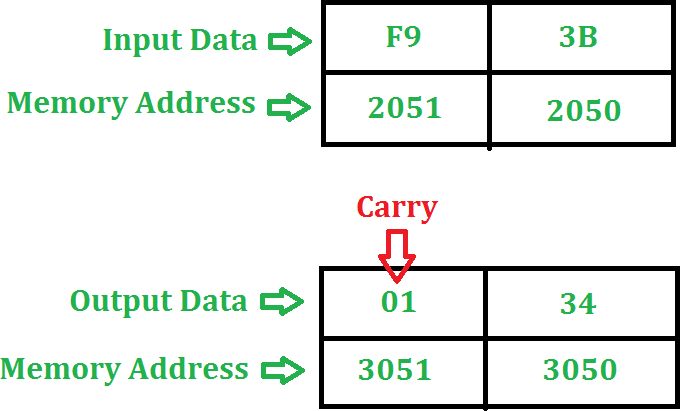 Input Data F9 3B
Memory Address 2051 2050
Carry
Output Data 01 34
Memory Address 3051 3050